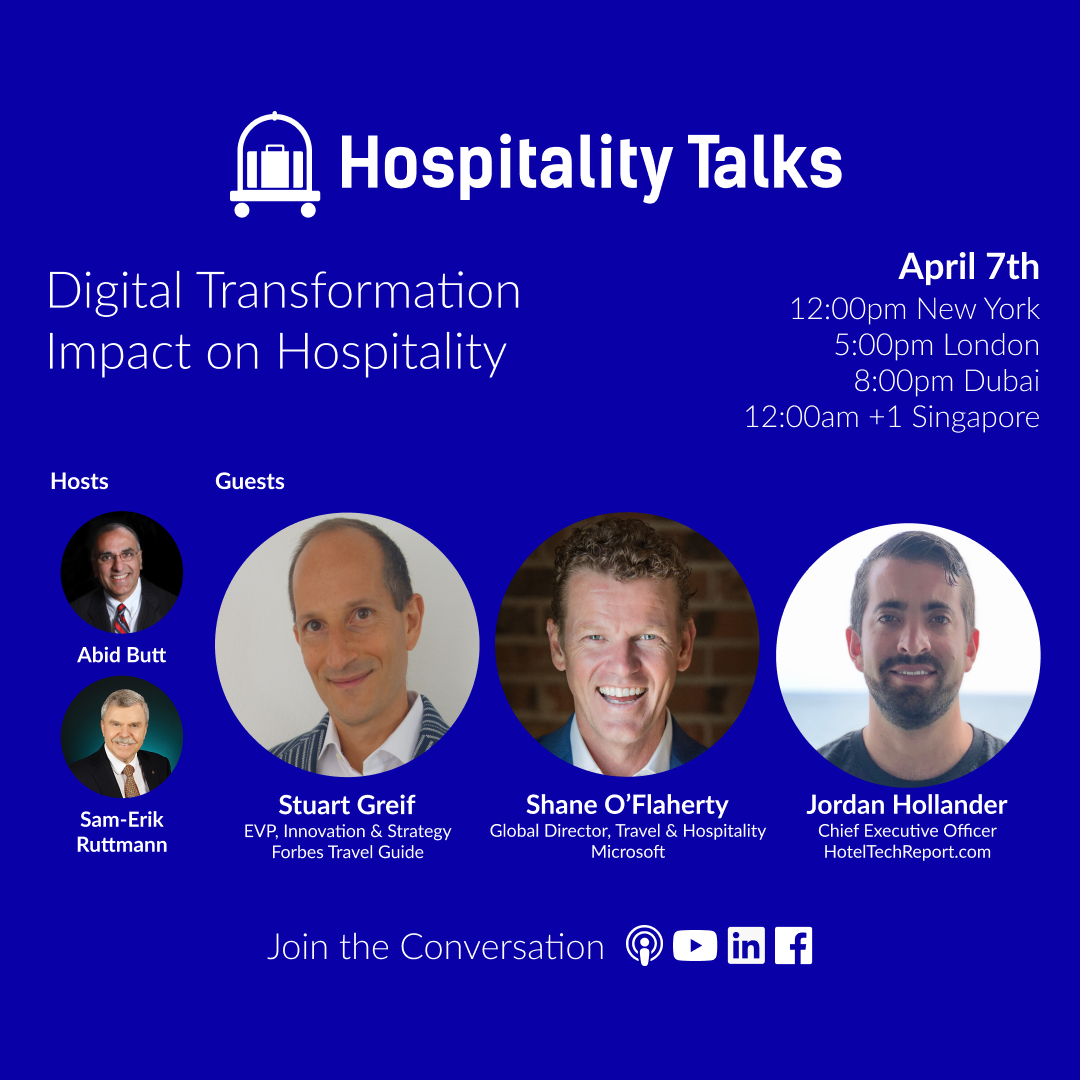 Hospitality Talks
Digital Transformation
Impact on Hospitality
April 7th
12:00pm New York
5:00pm London
8:00pm Dubai
12:00am +1 Singapore
Hosts
Abid Butt
Sam-Erik
Ruttmann
Guests
Stuart Greif
EVP, Innovation & Strategy
Forbes Travel Guide
Shane O’Flaherty
Global Director, Travel & Hospitality
Microsoft
Jordan Hollander
Chief Executive Officer
HotelTechReport.com
Join the Conversation
in
f